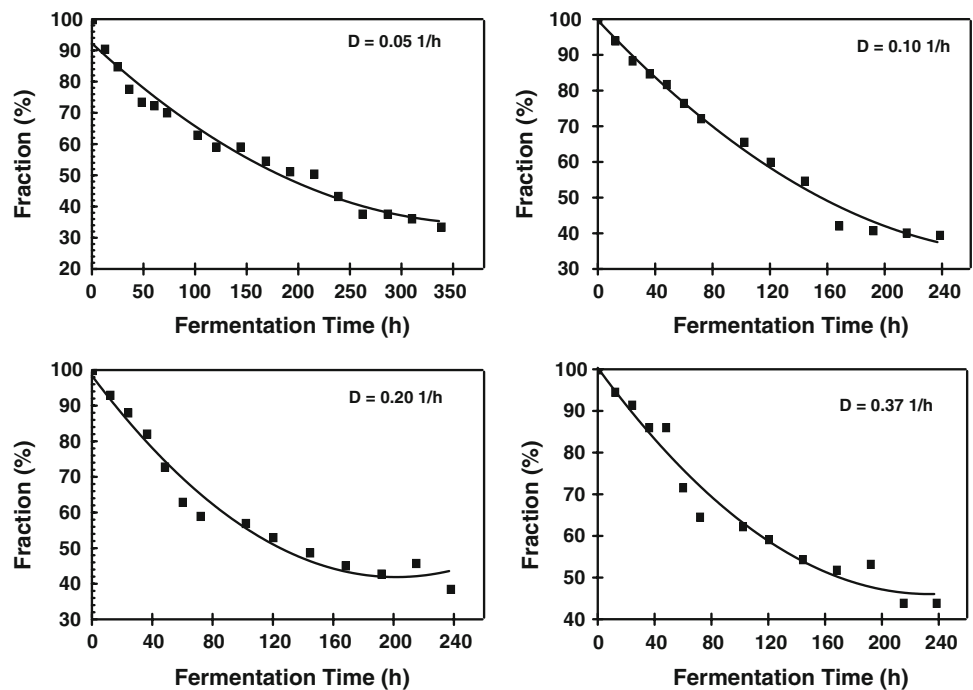 D = 0.05 1/h
Fraction (%)
100
90
80
70
60
50
40
30
20
0 50 100 150 200 250 300 350
Fermentation Time (h)
D = 0.10 1/h
Fraction (%)
100
90
80
70
60
50
40
30
0 40 80 120 160 200 240
Fermentation Time (h)
D = 0.20 1/h
Fraction (%)
100
90
80
70
60
50
40
30
0 40 80 120 160 200 240
Fermentation Time (h)
D = 0.37 1/h
Fraction (%)
100
90
80
70
60
50
40
0 40 80 120 160 200 240
Fermentation Time (h)